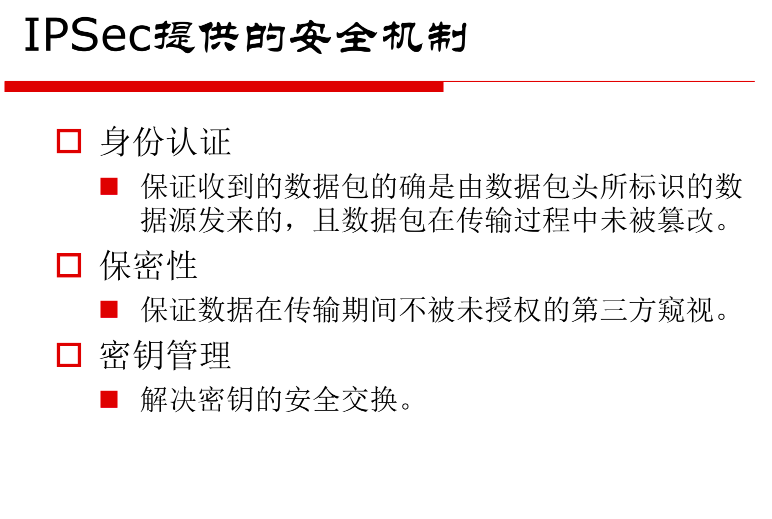 IPSec提供的安全机制
身份认证
保证收到的数据包的确是由数据包头所标识的数
据源发来的，且数据包在传输过程中未被篡改。
保密性
保证数据在传输期间不被未授权的第三方窥视。
密钥管理
解决密钥的安全交换。